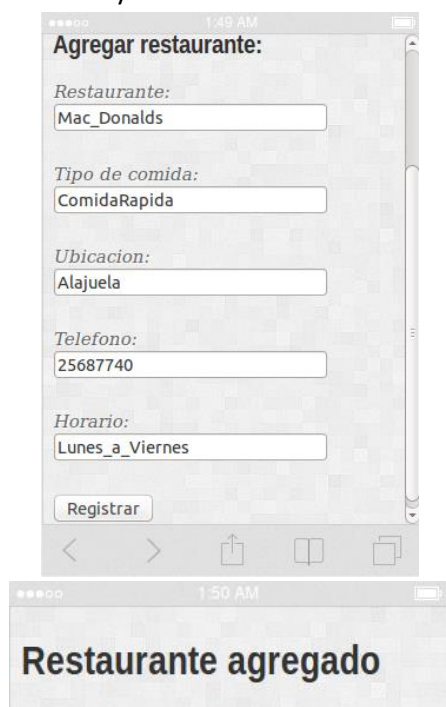 1:49 AM
Agregar restaurante:
Restaurante:
Mac_Donalds
Tipo de comida:
ComidaRapida
Ubicacion:
Alajuela
Telefono:
25687740
Horario:
Lunes_a_Viernes
Registrar
1:50 AM
Restaurante agregado